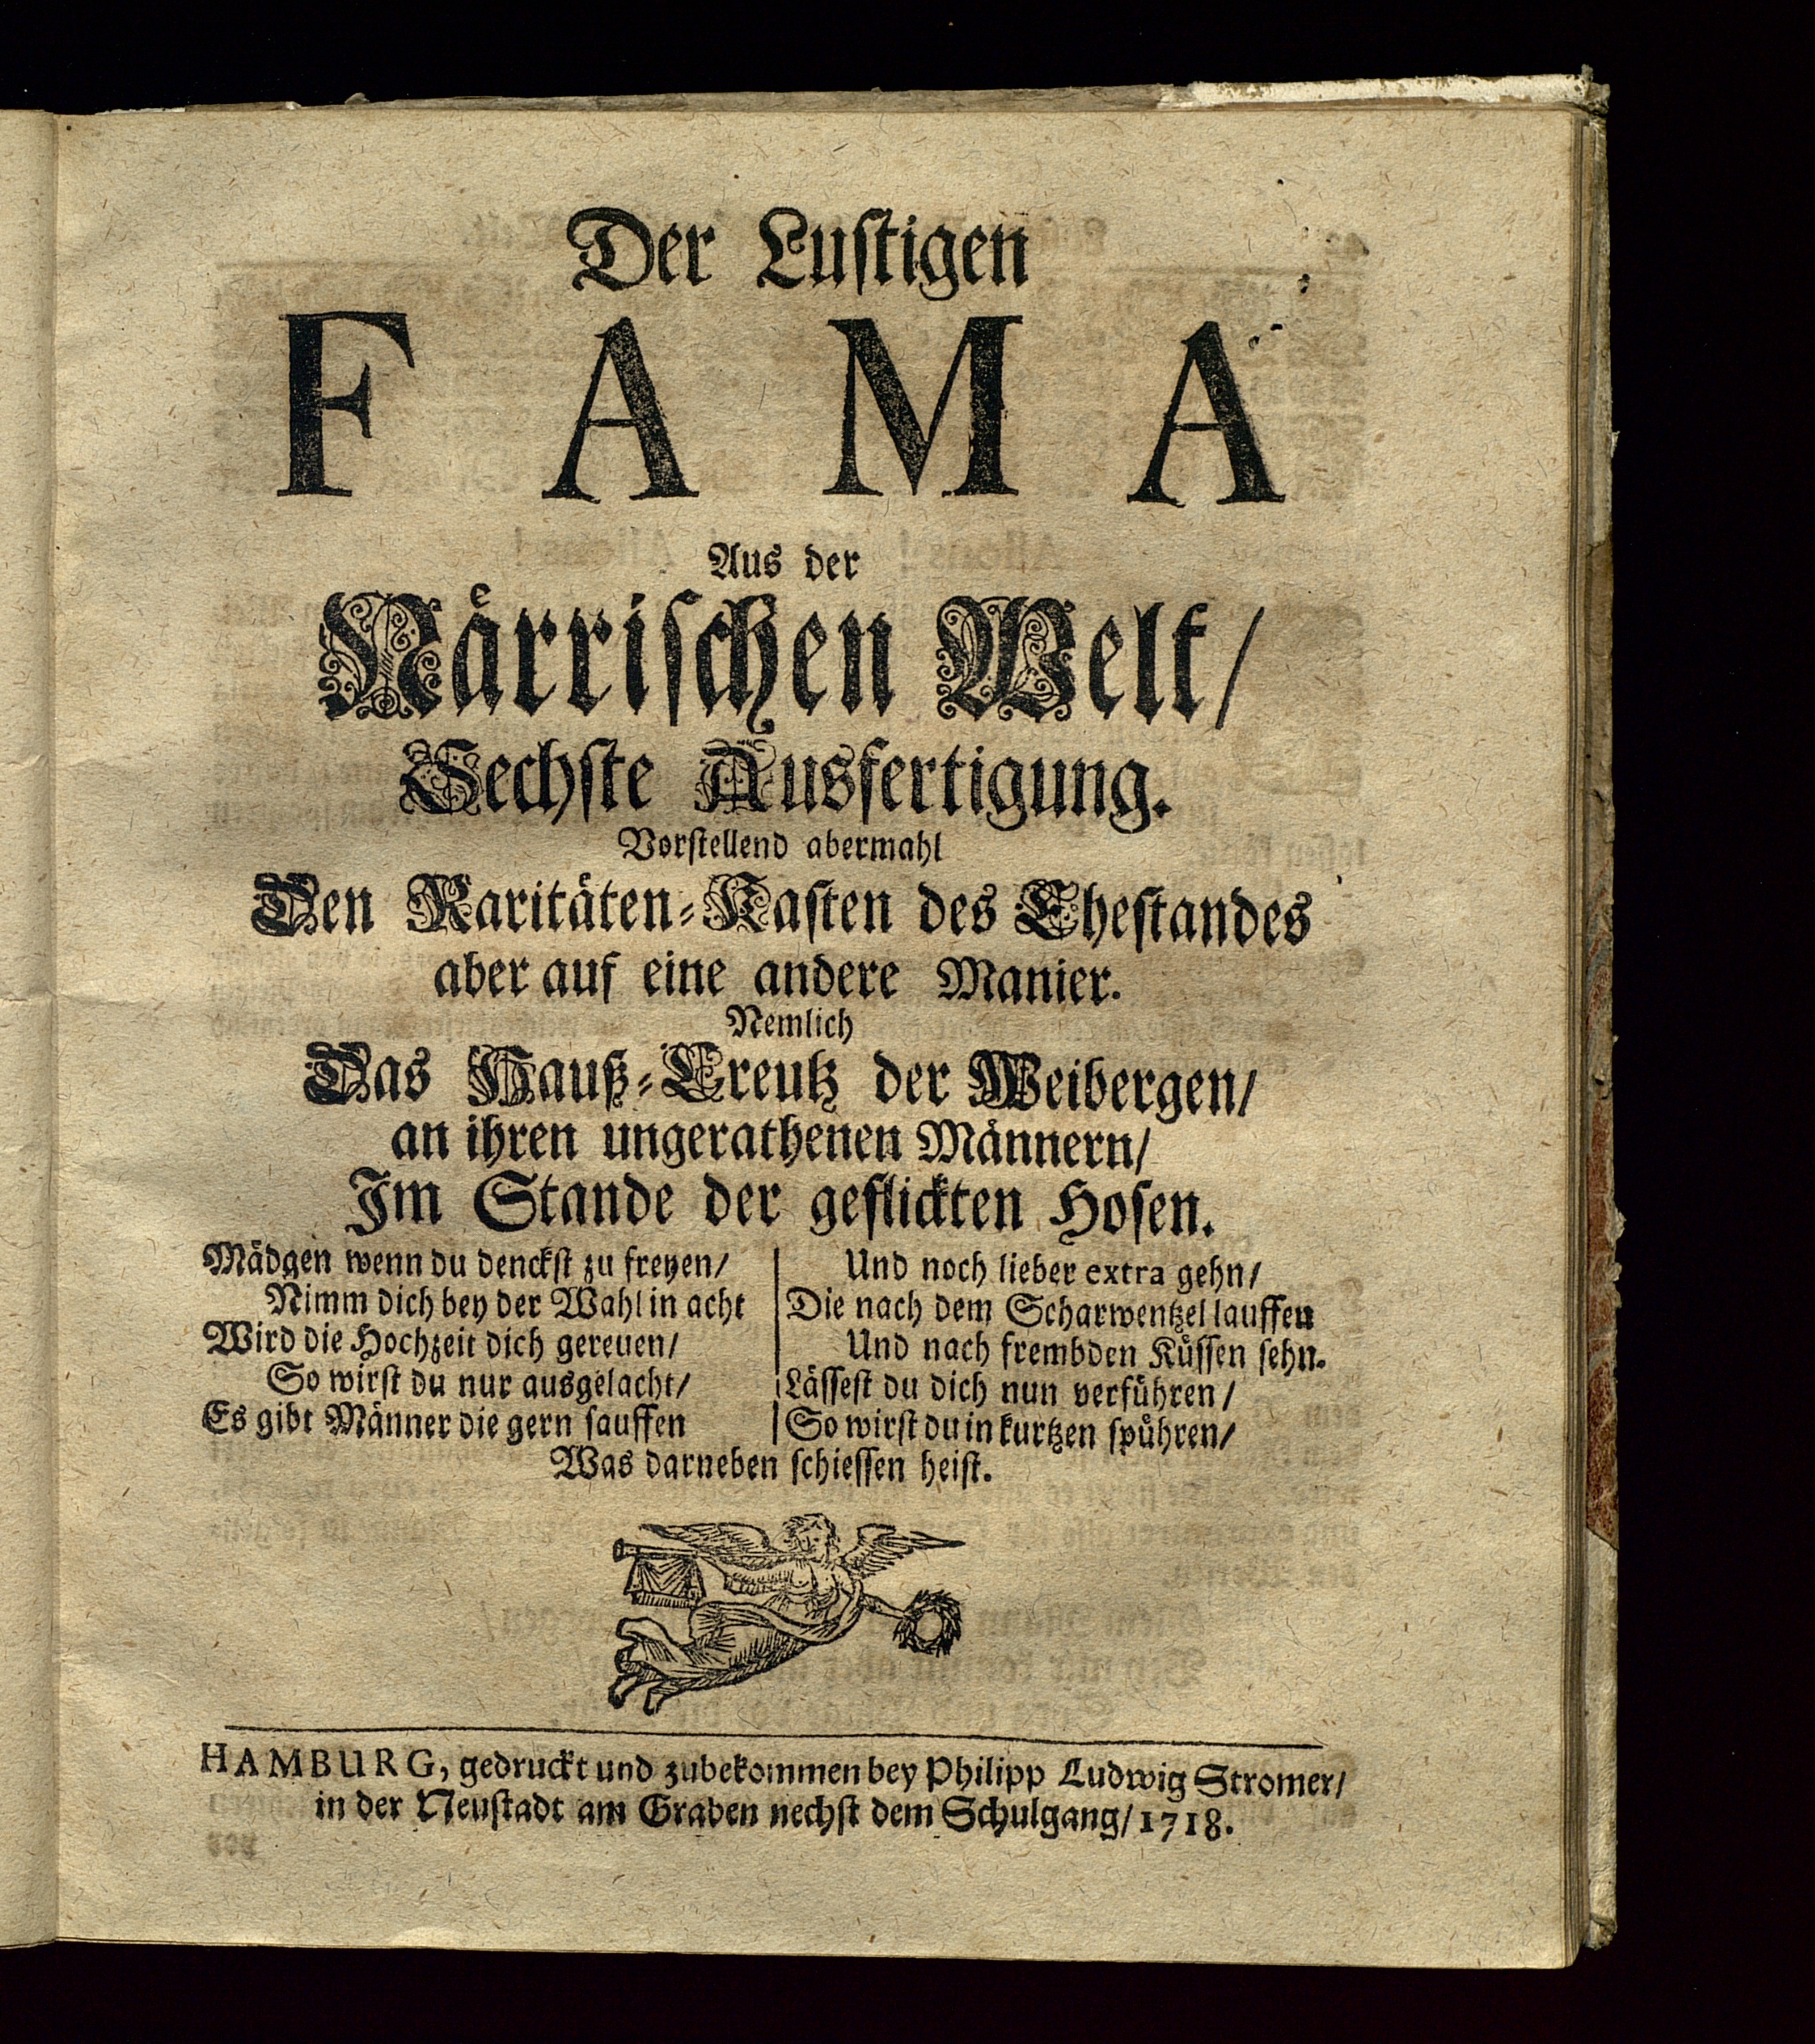 Der Lustigen
FAMA
Aus der
Närrischen Welt/
Sechste Ausfertigung.
Vorstellend abermahl
Den Raritäten-Kasten des Ehestandes
aber auf eine andere Manier.
Nemlich
Das Hauß-Creutz der Weibergen/
an ihren ungerathenen Männern/
Im Stande der geflickten Hosen.
Mädgen wenn du denckst zu freyen/
Nimm dich bey der Wahl in acht
Wird die Hochzeit dich gereuen/
So wirst du nur ausgelacht/
Es gibt Männer die gern sauffen
Und noch lieber extra gehn/
Die nach dem Scharwentzel lauffen
Und nach frembden Küssen sehn.
Lässest du dich nun verführen/
So wirst du in kurtzen spühren/
Was darneben schiessen heist.
HAMBURG, gedruckt und zubekommen bey Philipp Ludwig Stromer/
in der Neustadt am Graben nechst dem Schulgang/ 1718.